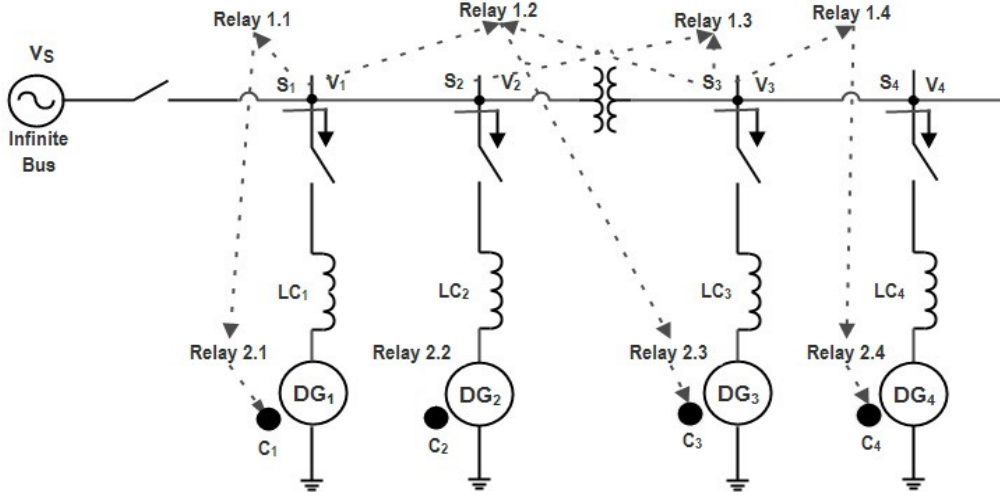 Relay 1.1
Relay 1.2
Relay 1.3
Relay 1.4
VS
S1 V1
S2 V2
S3 V3
S4 V4
Infinite
Bus
LC1
LC2
LC3
LC4
Relay 2.1
Relay 2.2
Relay 2.3
Relay 2.4
DG1
DG2
DG3
DG4
C1
C2
C3
C4